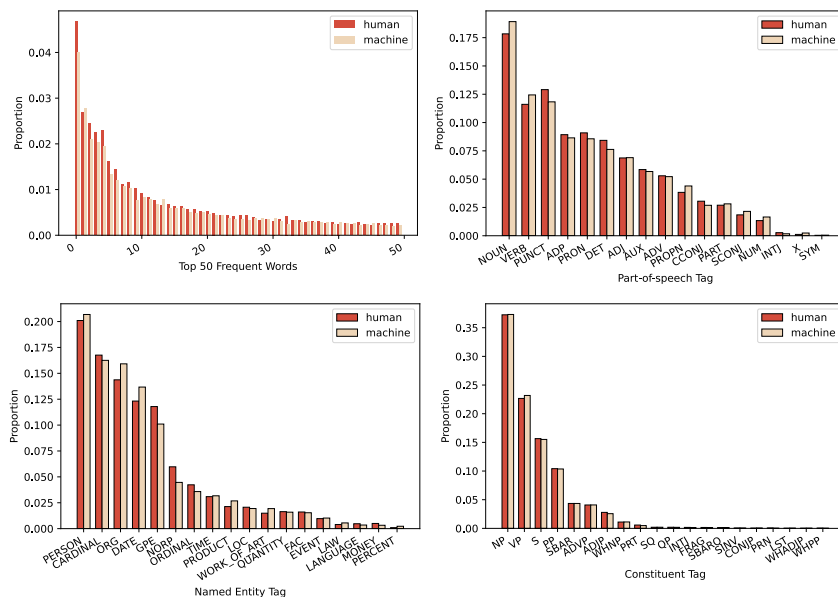 human
machine
0.04
0.03
0.02
0.01
0.00
Proportion
0 10 20 30 40 50
Top 50 Frequent Words
human
machine
0.175
0.150
0.125
0.100
0.075
0.050
0.025
0.000
Proportion
NOUN VERB PUNCT ADP PRON DET ADJ AUX ADV PROPN CCONJ PART SCONJ NUM INTJ X SYM
Part-of-speech Tag
human
machine
0.200
0.175
0.150
0.125
0.100
0.075
0.050
0.025
0.000
Proportion
PERSON CARDINAL ORG DATE GPE NORP ORDINAL TIME PRODUCT LOC WORK_OF_ART QUANTITY FAC EVENT LAW LANGUAGE MONEY PERCENT
Named Entity Tag
human
machine
0.35
0.30
0.25
0.20
0.15
0.10
0.05
0.00
Proportion
NP VP S PP SBAR ADVP ADJP WHNP PRT SQ QP INTJ FRAG SBARQ SINV CONJP PRN LST WHADJP WHPP
Constituent Tag